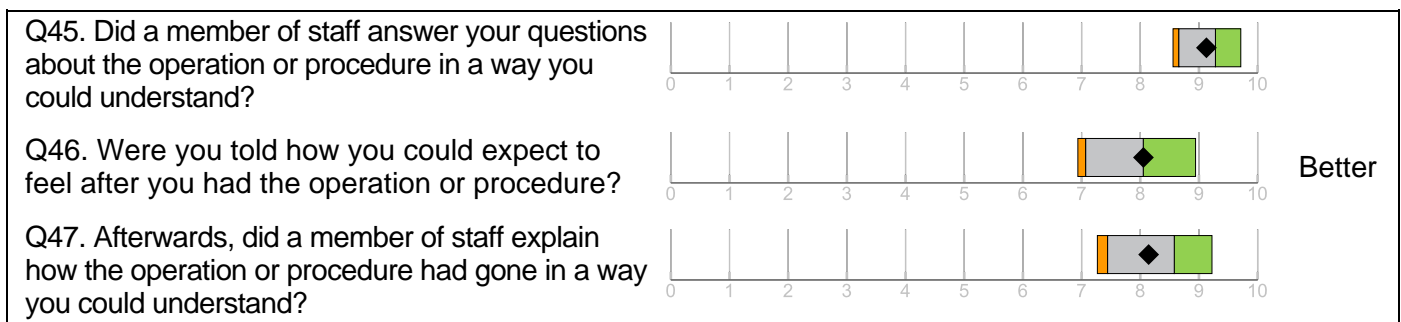 Q45. Did a member of staff answer your questions
about the operation or procedure in a way you
could understand?
0 1 2 3 4 5 6 7 8 9 10
Q46. Were you told how you could expect to
feel after you had the operation or procedure?
0 1 2 3 4 5 6 7 8 9 10
Better
Q47. Afterwards, did a member of staff explain
how the operation or procedure had gone in a way
you could understand?
0 1 2 3 4 5 6 7 8 9 10